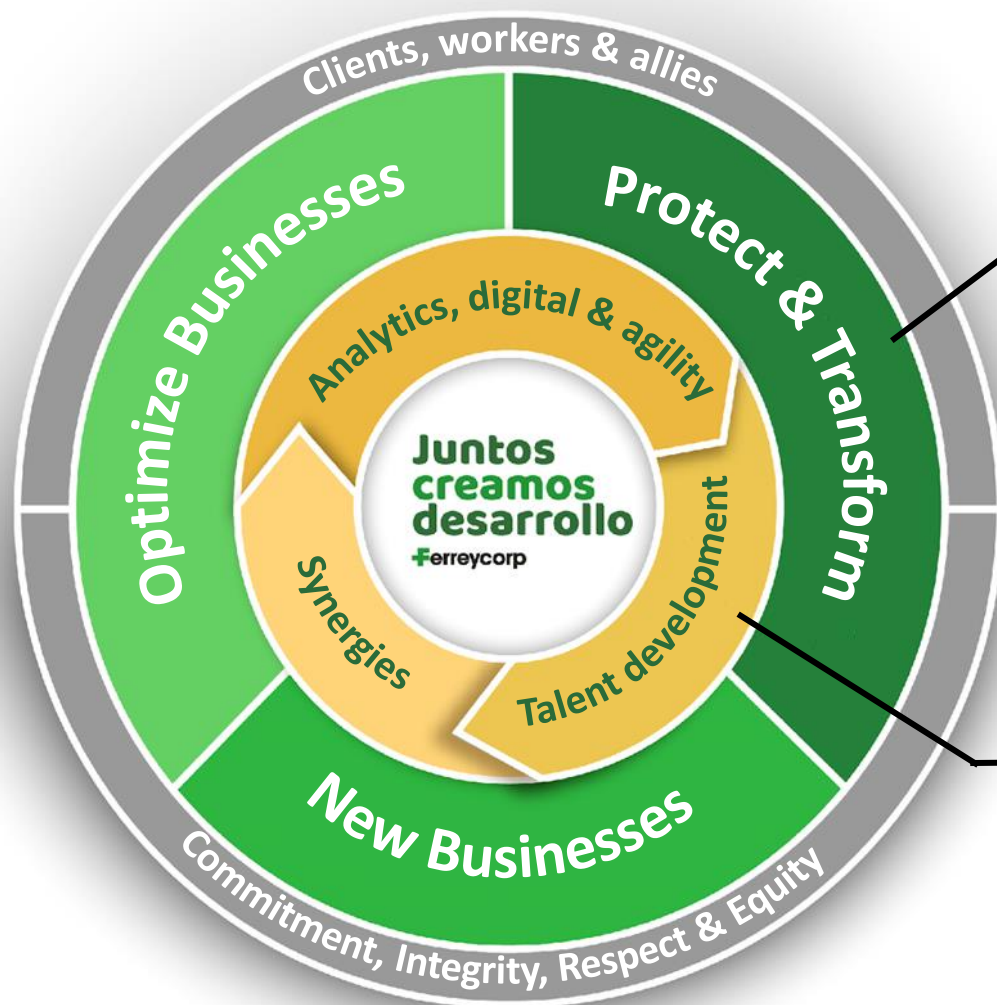 Clients, workers & allies
Optimize Businesses
Protect & Transform
Analytics, digital & agility
Juntos
creamos
desarrollo
Ferreycorp
Talent development
Synergies
New Businesses
Commitment, Integrity, Respect & Equity